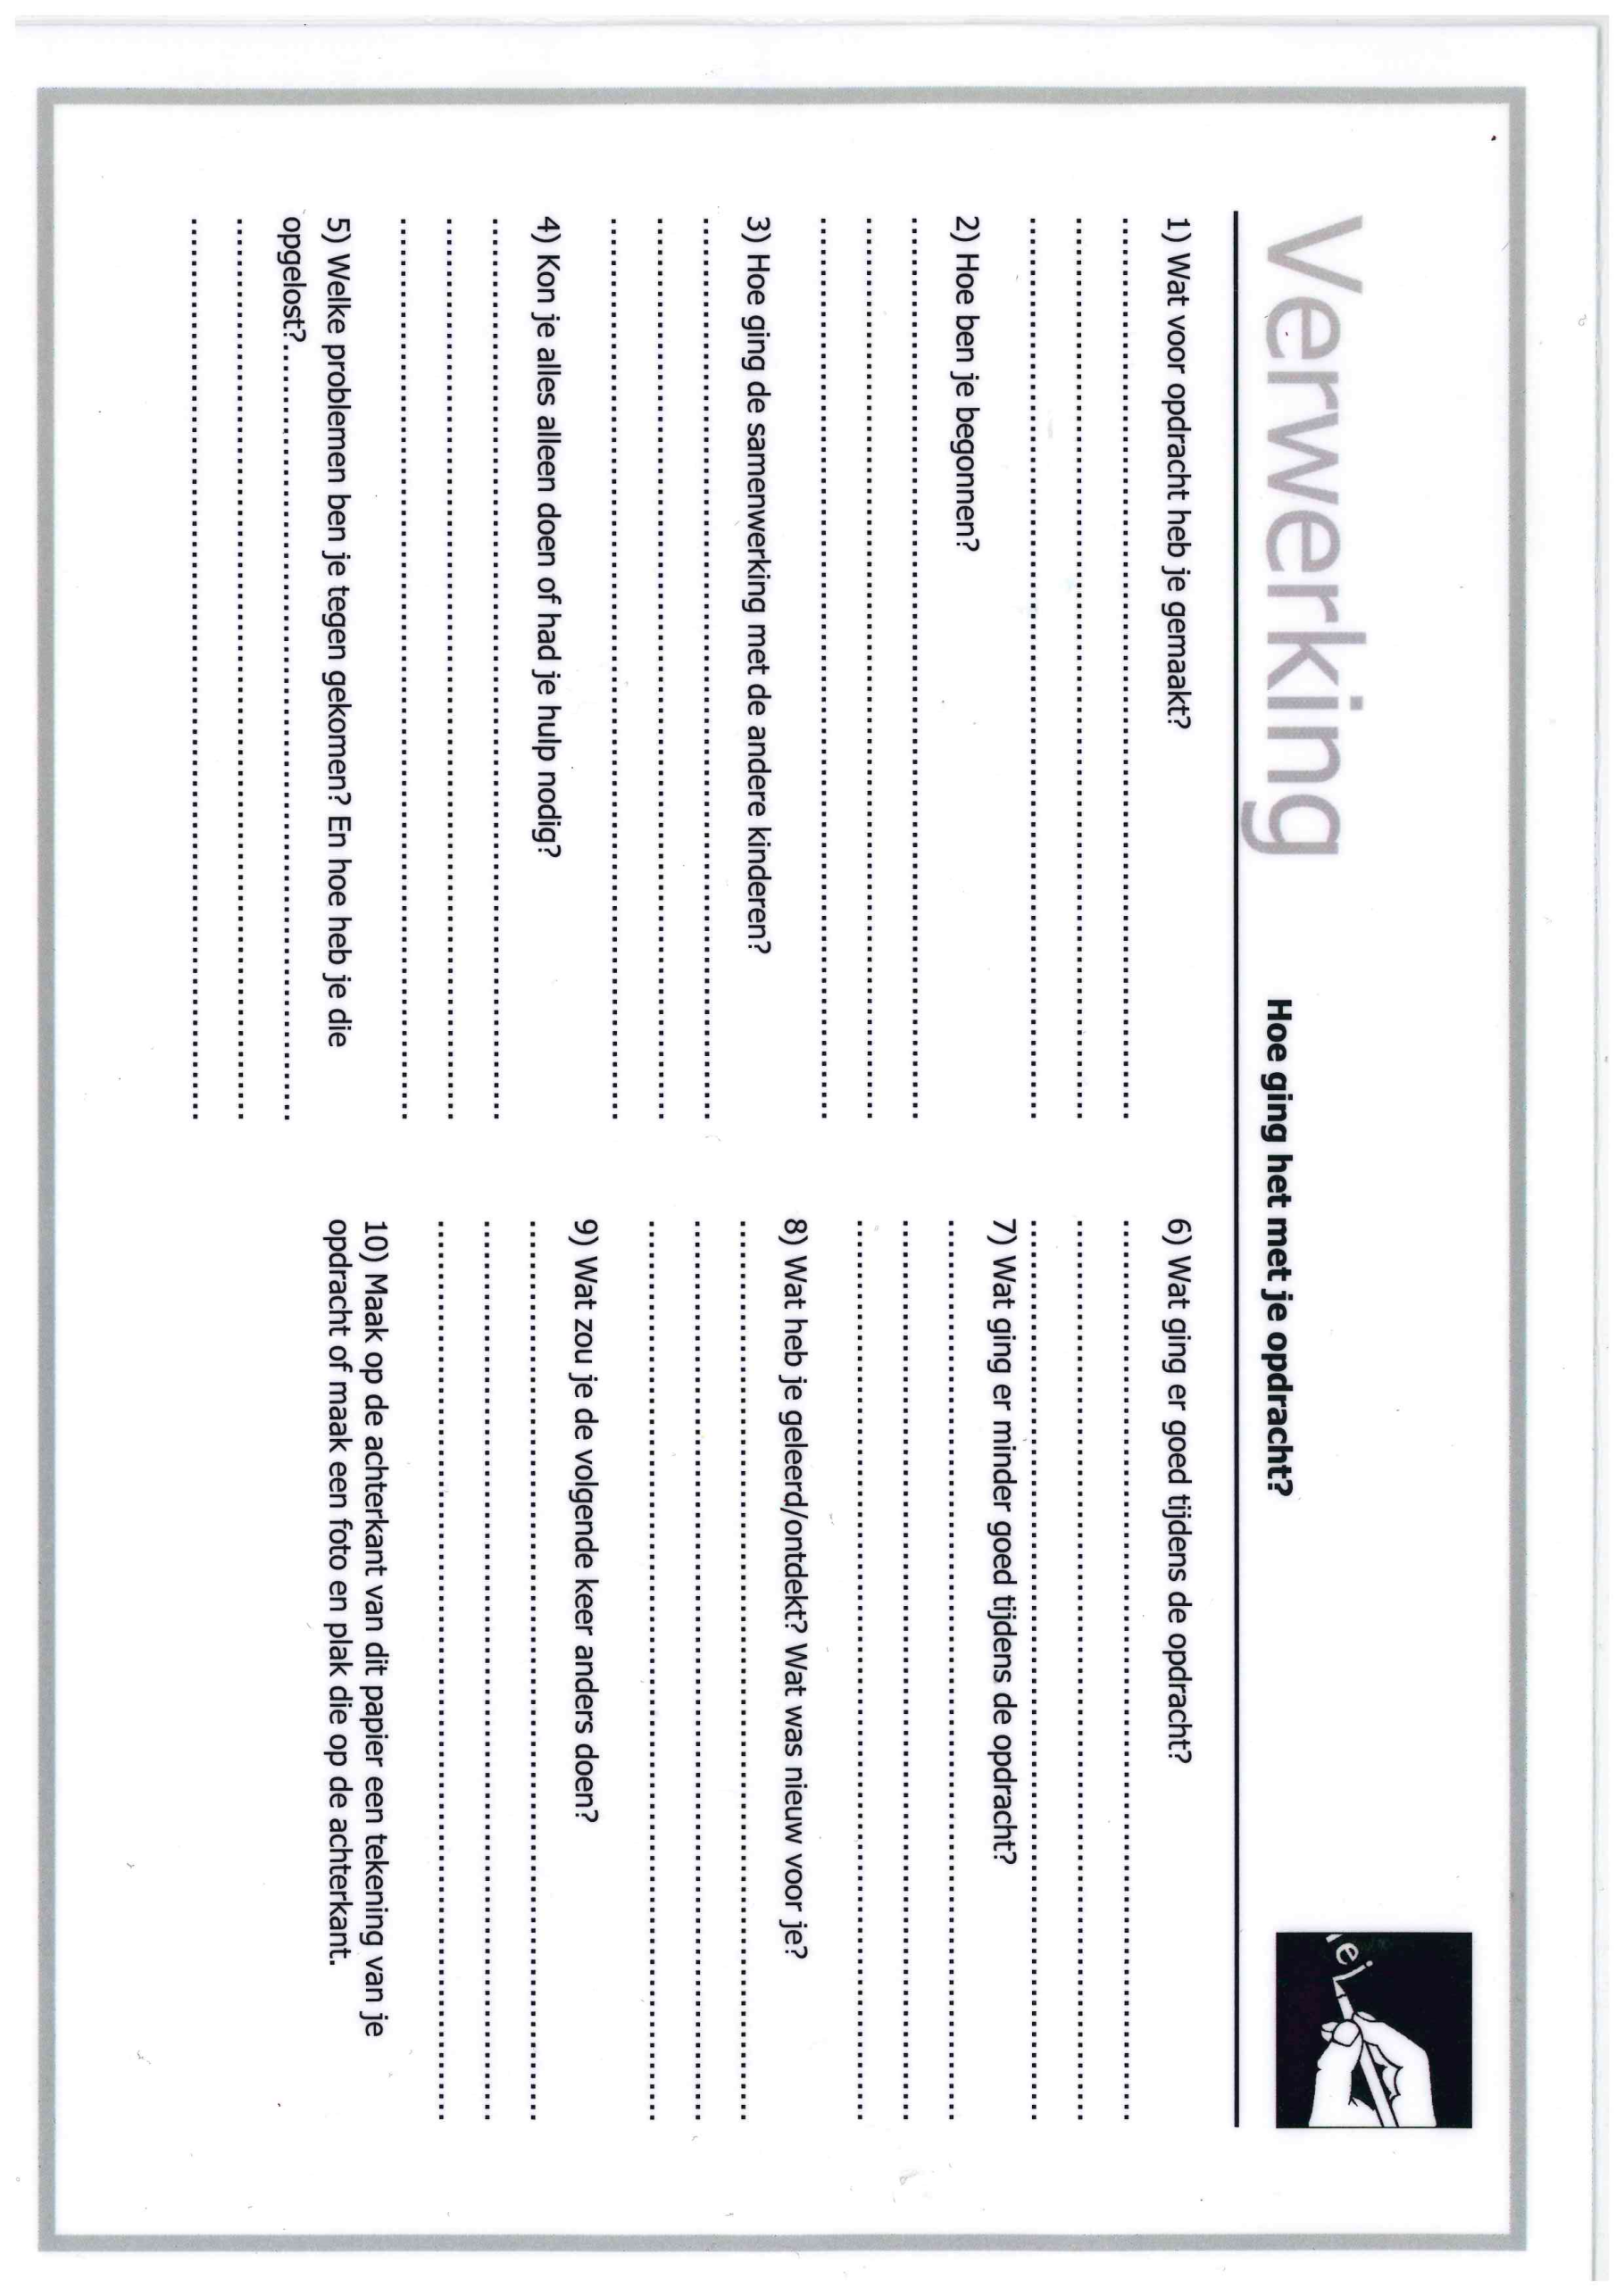 Verwerking
Hoe ging het met je opdracht?
1) Wat voor opdracht heb je gemaakt?
2) Hoe ben je begonnen?
3) Hoe ging de samenwerking met de andere kinderen?
4) Kon je alles alleen doen of had je hulp nodig?
5) Welke problemen ben je tegen gekomen? En hoe heb je die
opgelost?
6) Wat ging er goed tijdens de opdracht?
7) Wat ging er minder goed tijdens de opdracht?
8) Wat heb je geleerd/ontdekt? Wat was nieuw voor je?
9) Wat zou je de volgende keer anders doen?
10) Maak op de achterkant van dit papier een tekening van je
opdracht of maak een foto en plak die op de achterkant.